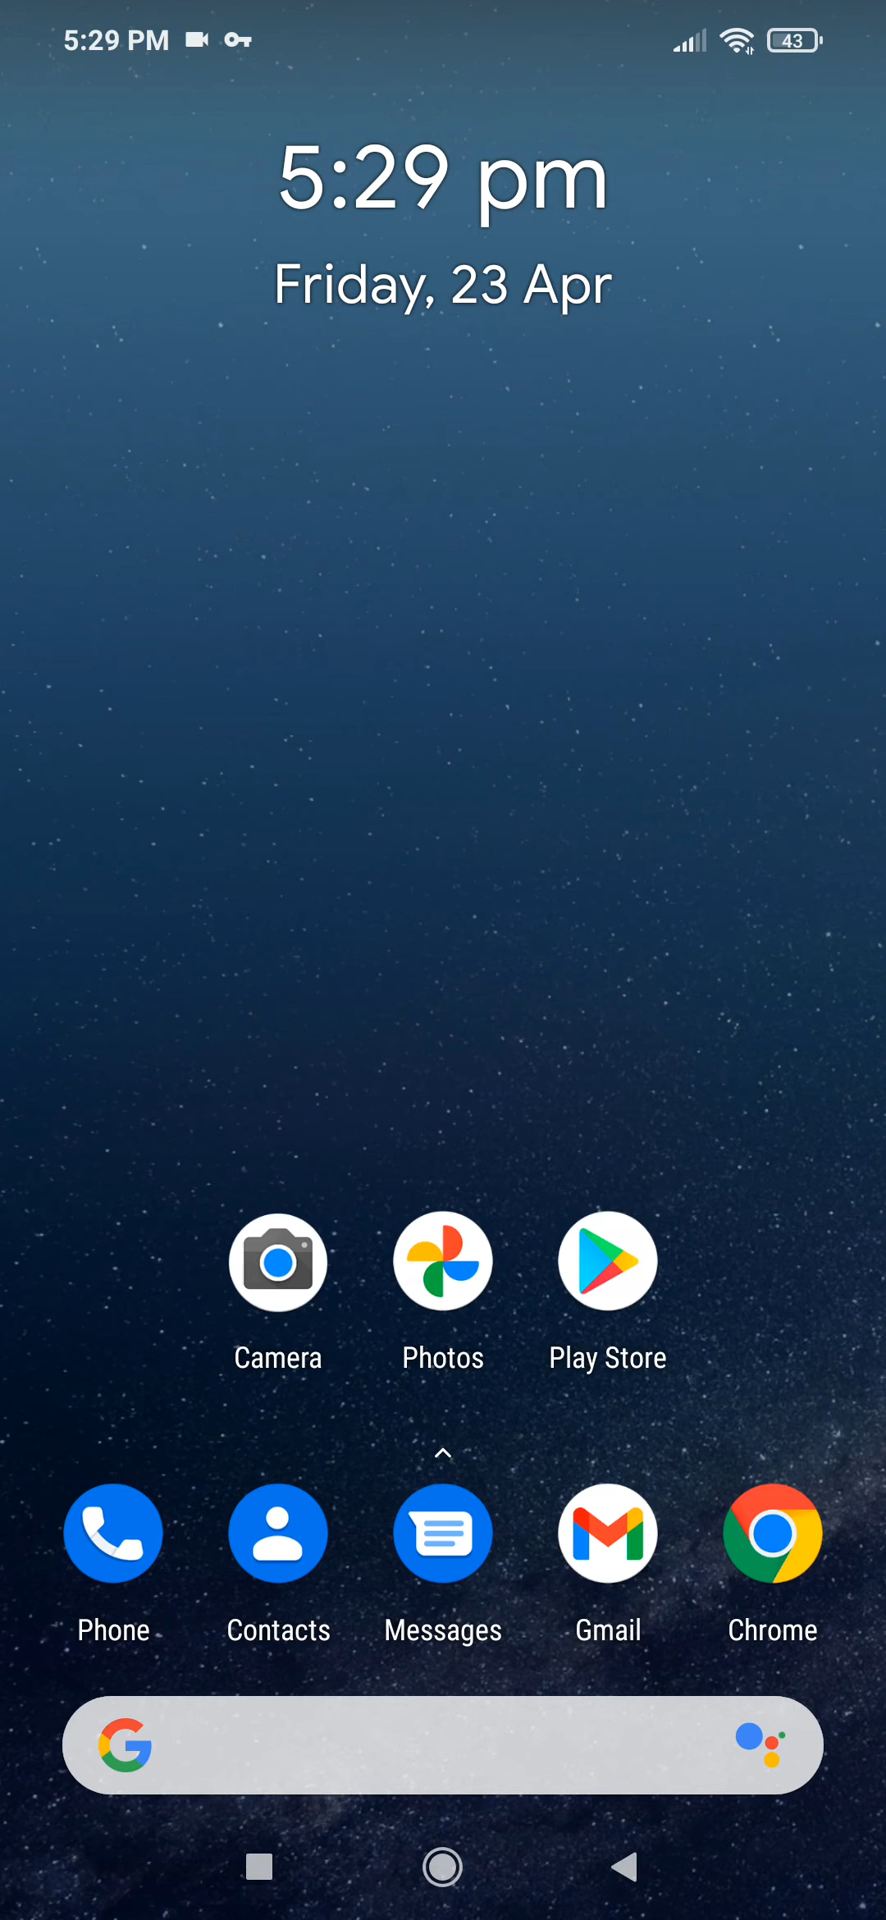 5:29 PM 43
5:29 pm
Friday, 23 Apr
Camera Photos Play Store
Phone Contacts Messages Gmail Chrome